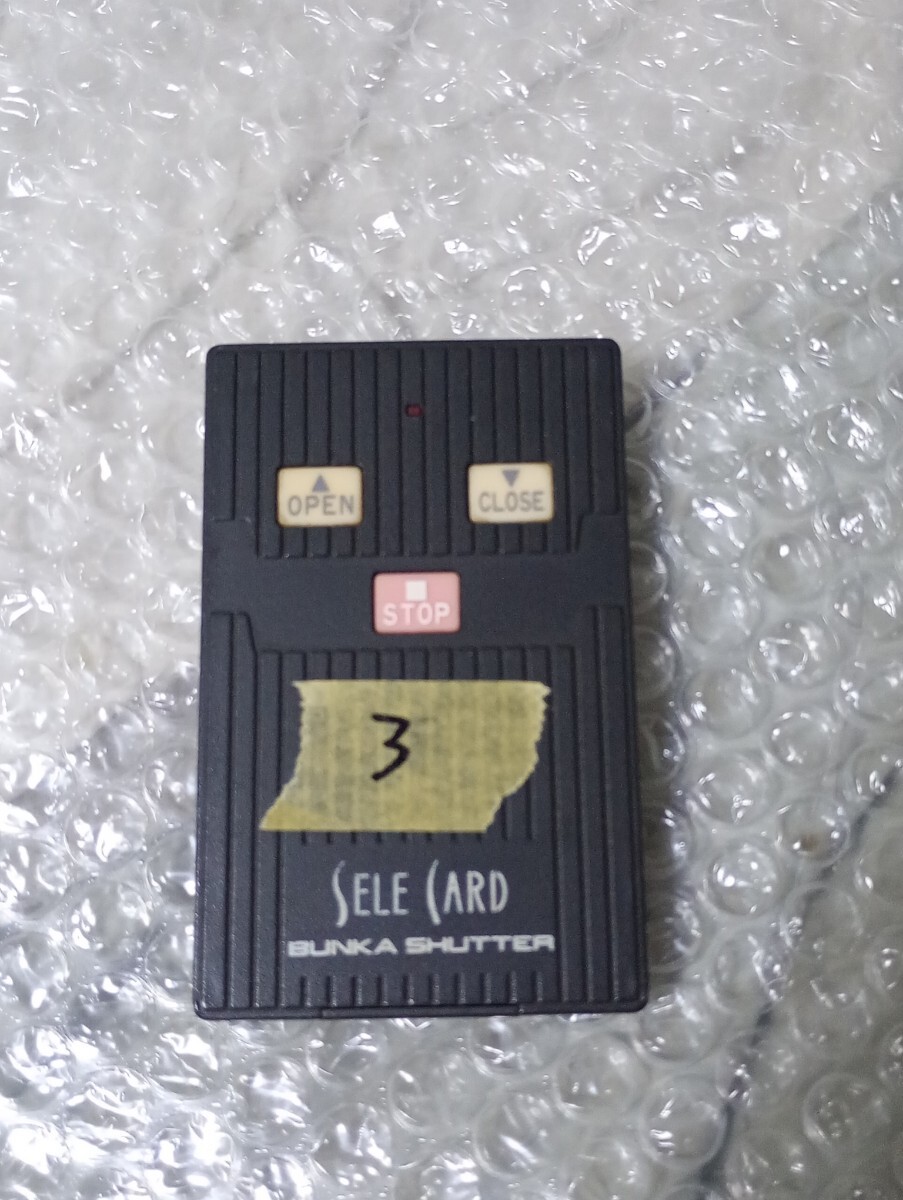 OPEN
CLOSE
STOP
3
SELE CARD
BUNKA SHUTTER